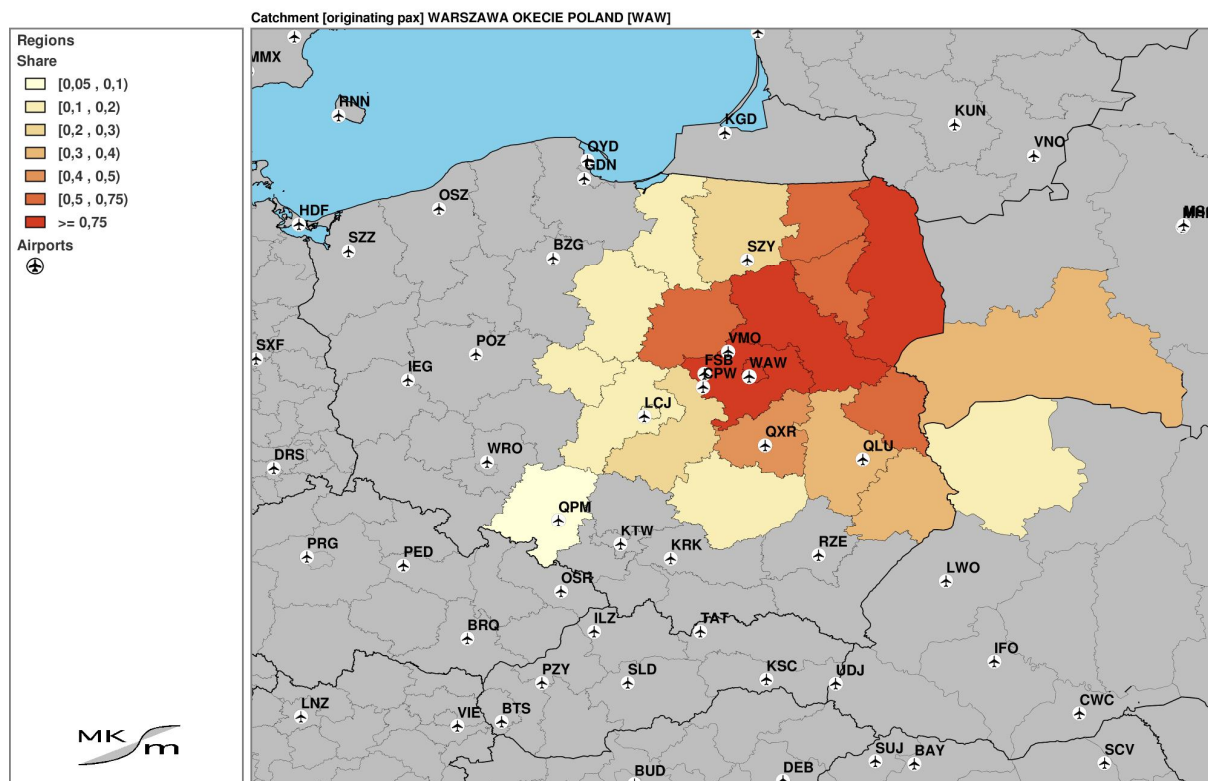 Catchment [originating pax] WARSZAWA OKECIE POLAND [WAW]
Regions
Share
[0,05 , 0,1)
[0,1 , 0,2)
[0,2 , 0,3)
[0,3 , 0,4)
[0,4 , 0,5)
[0,5 , 0,75)
>= 0,75
Airports
MMX
RNN
KGD
KUN
VNO
QYD
GDN
OSZ
HDF
SZZ
BZG
SZY
SXF
POZ
IEG
VMO
FSB
WAW
CPW
LCJ
QXR
QLU
DRS
WRO
QPM
KTW
KRK
RZE
PRG
PED
OSR
LWO
BRQ
ILZ
TAT
IFO
PZY
SLD
KSC
UDJ
LNZ
VIE
BTS
CWC
SUJ
BAY
SCV
BUD
DEB
MK
m